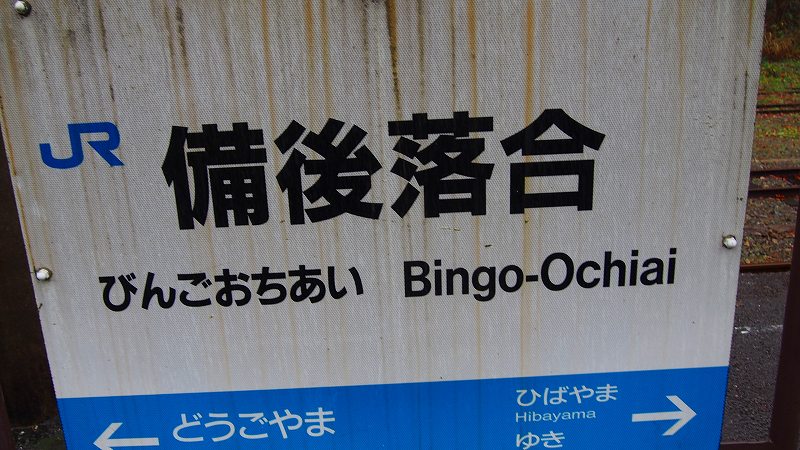 JR 備後落合
びんごおちあい Bingo-Ochiai
← どうごやま
ひばやま →
Hibayama
ゆき